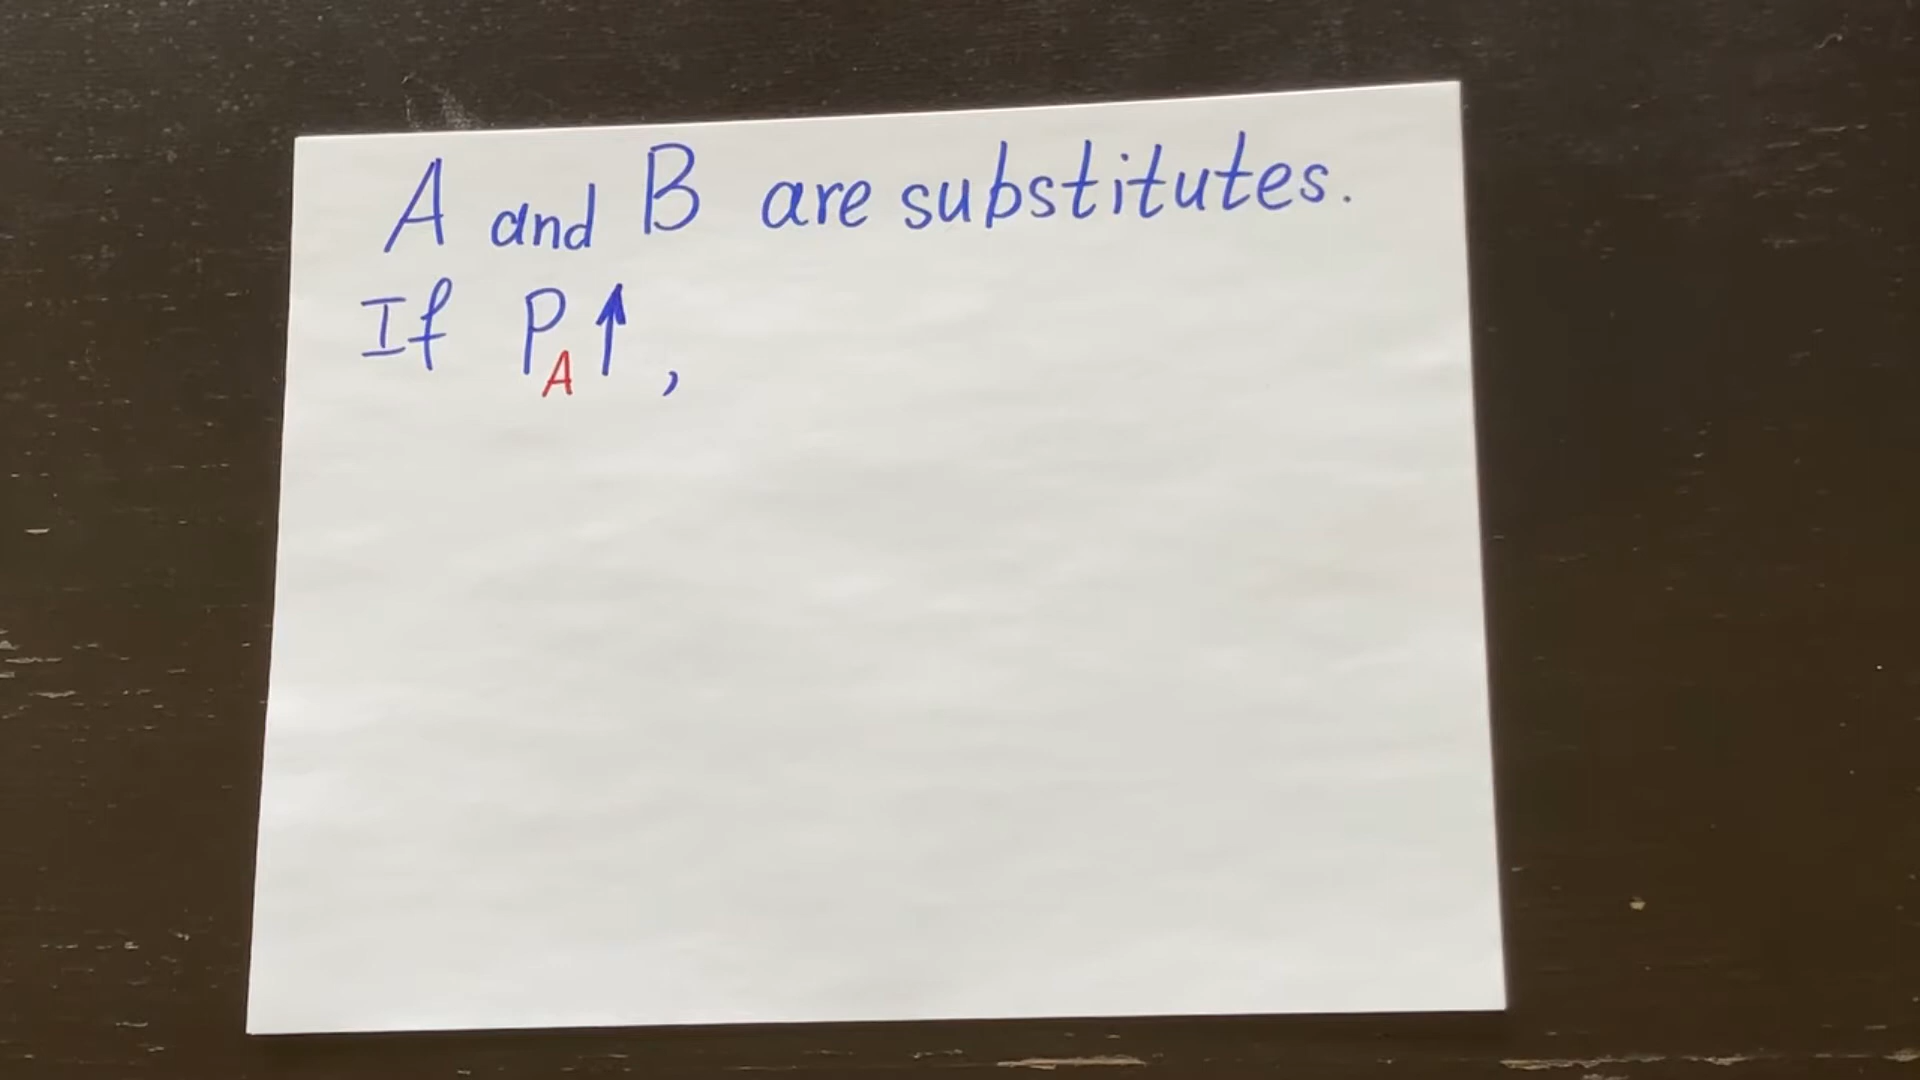 A and B are substitutes.
If P_A ↑,